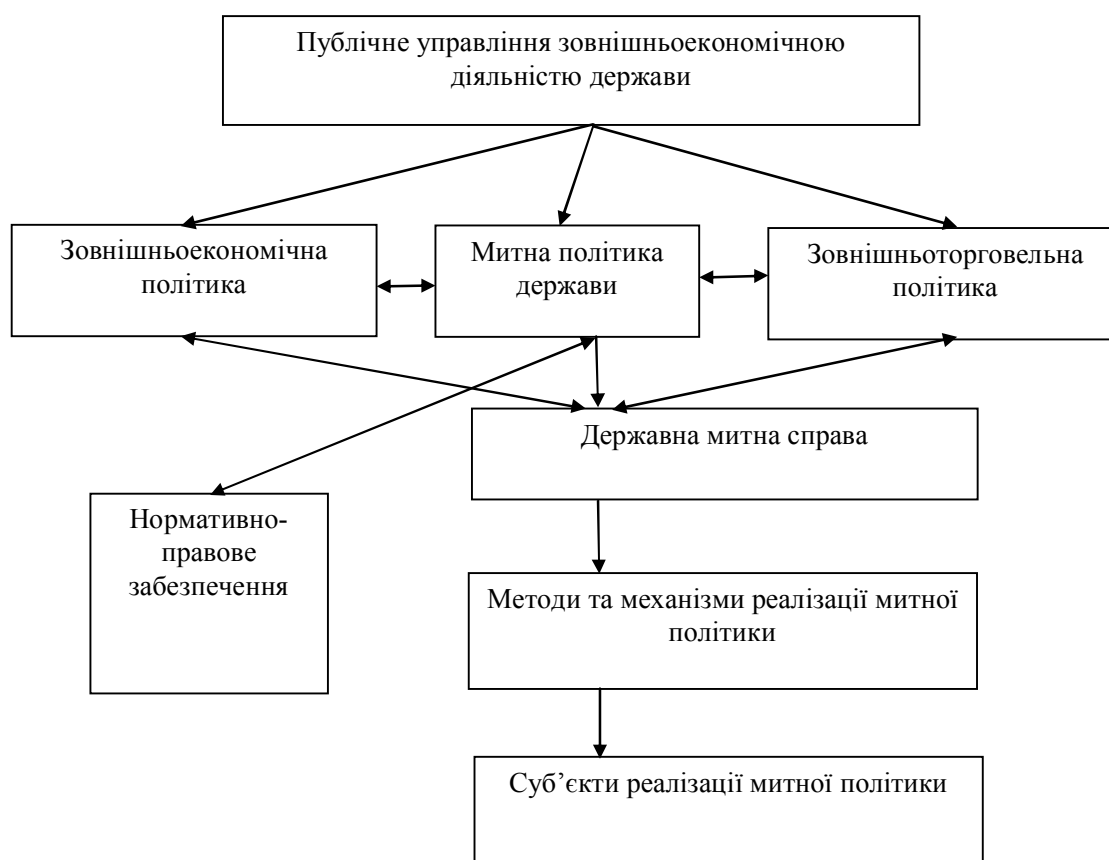 Публічне управління зовнішньоекономічною
діяльністю держави
Зовнішньоекономічна
політика
Митна політика
держави
Зовнішньоторговельна
політика
Державна митна справа
Нормативно-
правове
забезпечення
Методи та механізми реалізації митної
політики
Суб’єкти реалізації митної політики